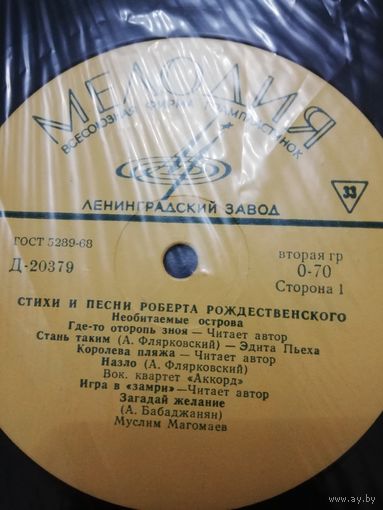 МЕЛОДИЯ
ВСЕСОЮЗНАЯ ФИРМА ГРАМПЛАСТИНОК
ЛЕНИНГРАДСКИЙ ЗАВОД
33
ГОСТ 5289-68
Д-20379
вторая гр
0-70
Сторона 1
СТИХИ И ПЕСНИ РОБЕРТА РОЖДЕСТВЕНСКОГО
Необитаемые острова
Где-то оторопь зноя — Читает автор
Стань таким (А. Флярковский) — Эдита Пьеха
Королева пляжа — Читает автор
Назло (А. Флярковский)
Вок. квартет «Аккорд»
Игра в «замри» — Читает автор
Загадай желание
(А. Бабаджанян)
Муслим Магомаев
av.by